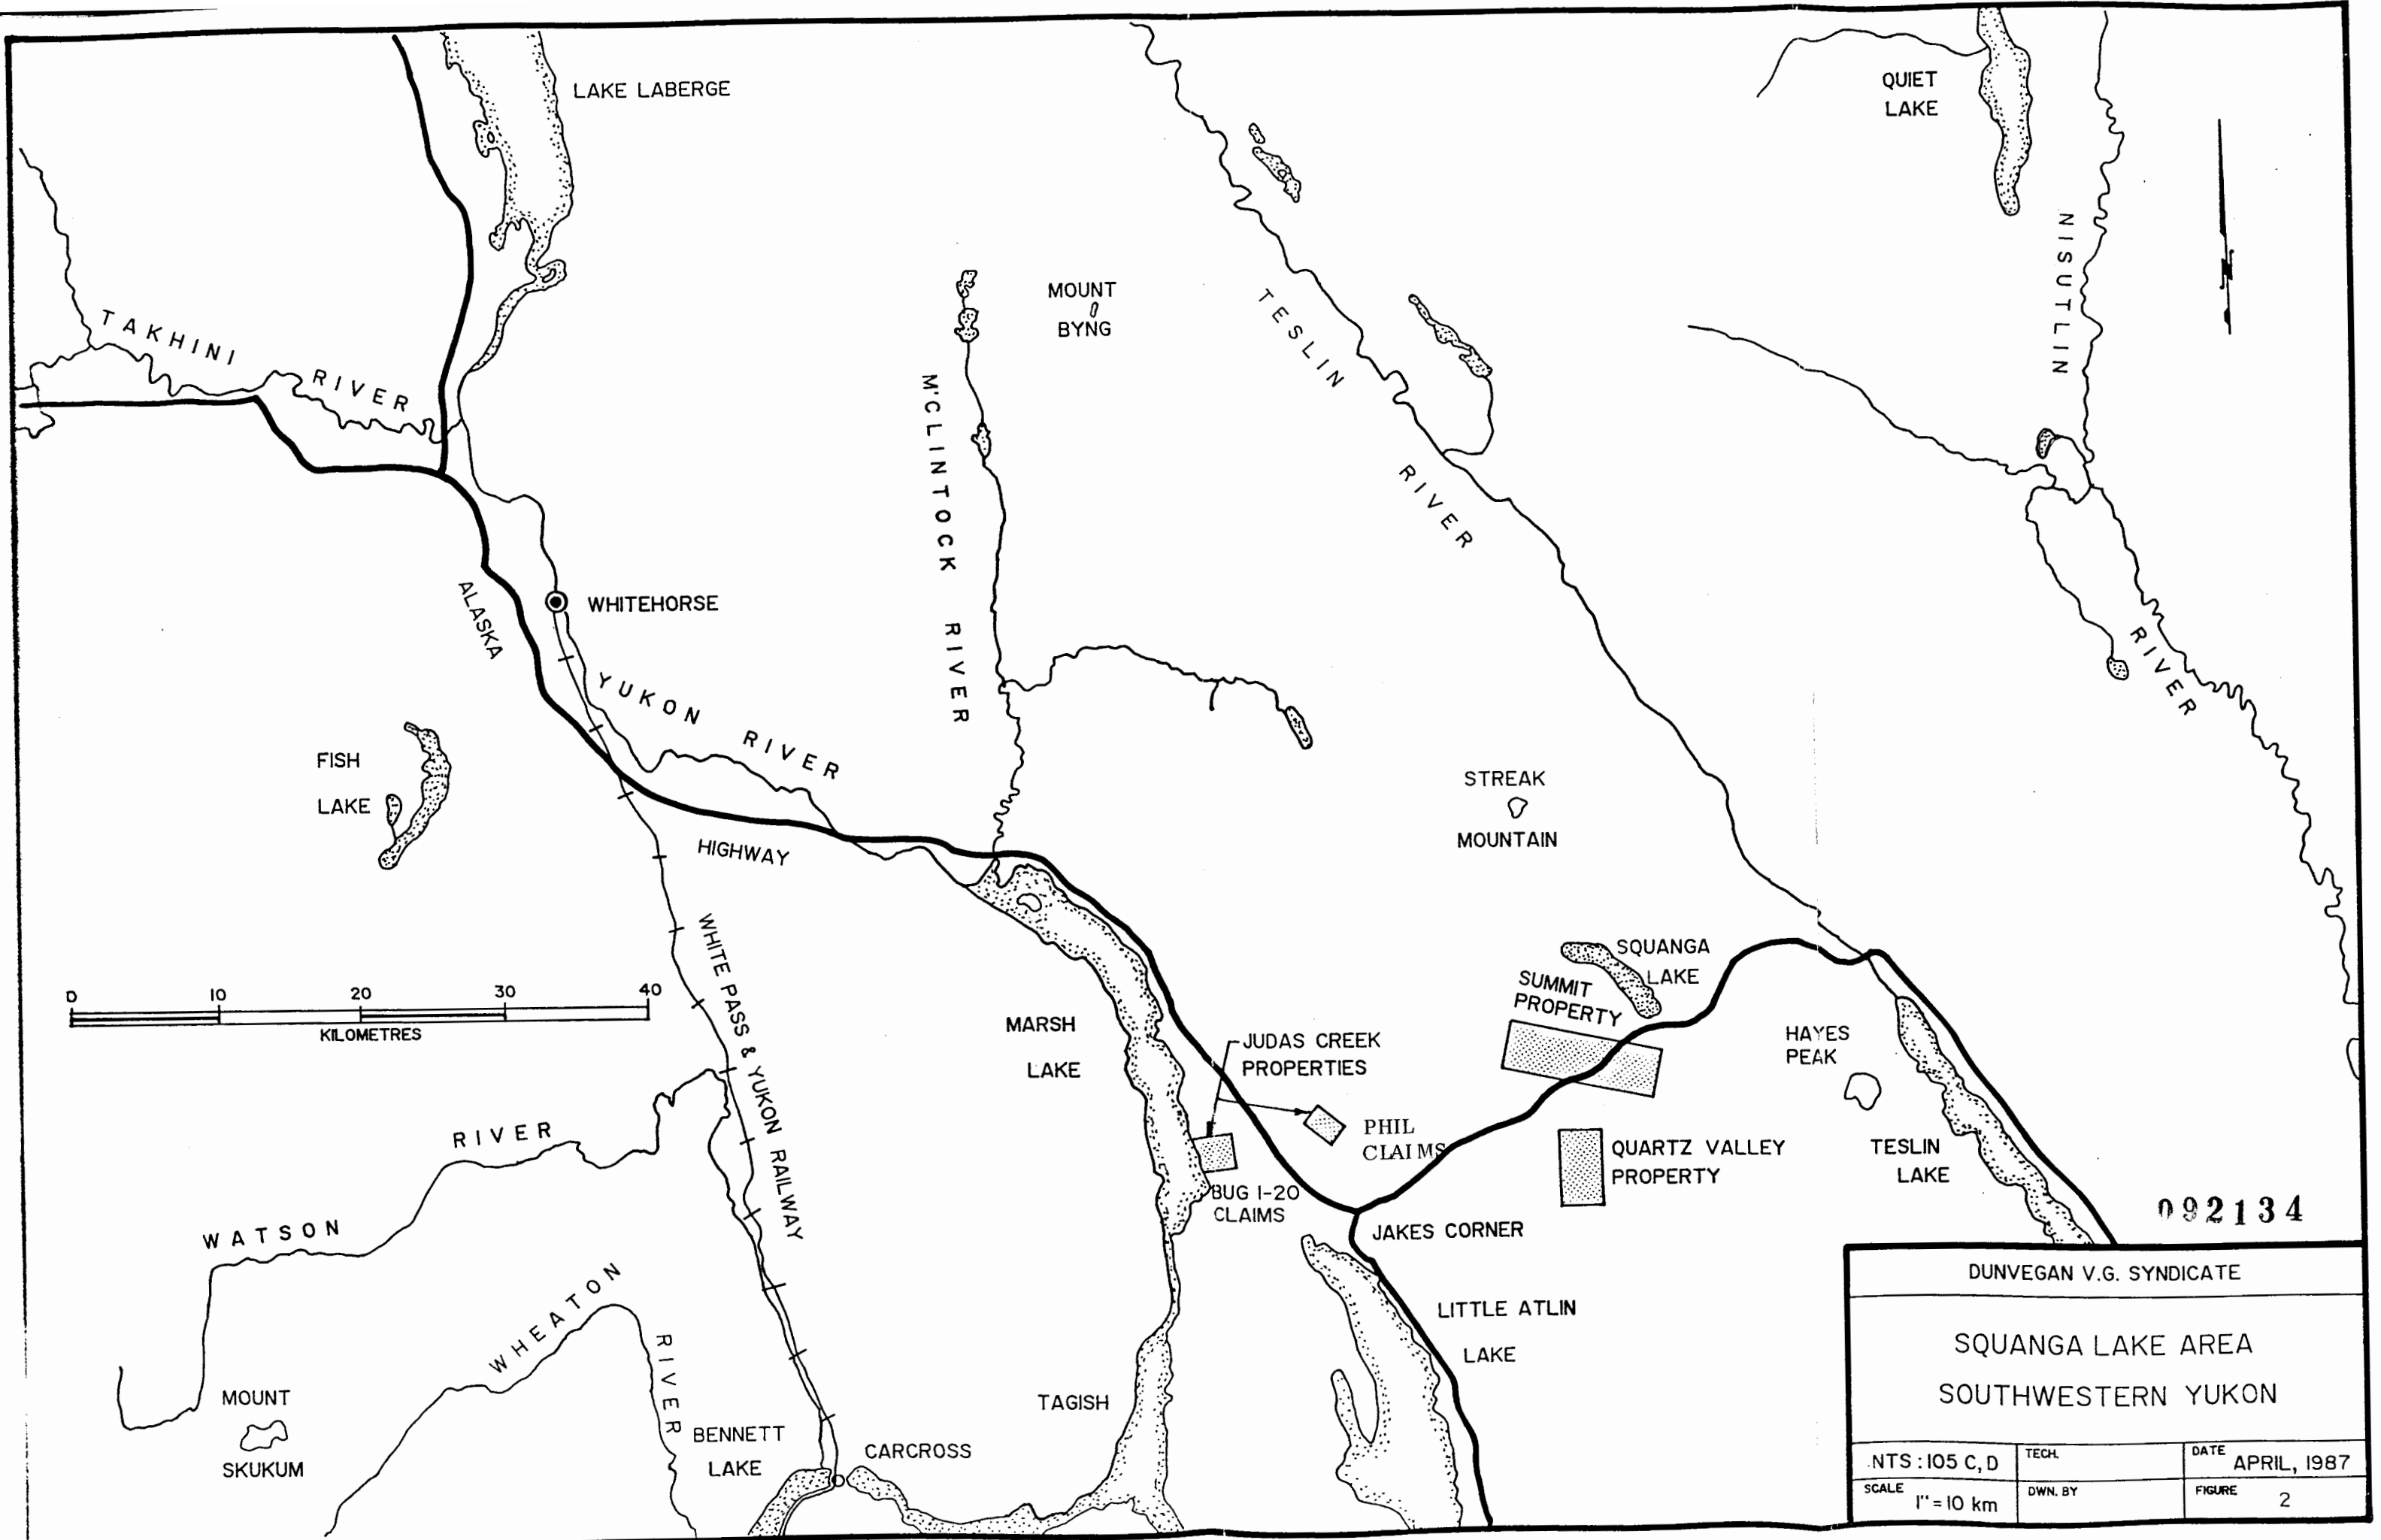 LAKE LABERGE
QUIET
LAKE
NISUTLIN
RIVER
TAKHINI
RIVER
MOUNT
BYNG
TESLIN
RIVER
M'CLINTOCK
RIVER
ALASKA
WHITEHORSE
YUKON
RIVER
FISH
LAKE
HIGHWAY
STREAK
MOUNTAIN
WHITE PASS & YUKON RAILWAY
SQUANGA
LAKE
SUMMIT
PROPERTY
0 10 20 30 40
KILOMETRES
MARSH
LAKE
JUDAS CREEK
PROPERTIES
HAYES
PEAK
PHIL
CLAIMS
QUARTZ VALLEY
PROPERTY
TESLIN
LAKE
BUG 1-20
CLAIMS
JAKES CORNER
RIVER
WATSON
WHEATON
RIVER
LITTLE ATLIN
LAKE
MOUNT
SKUKUM
BENNETT
LAKE
CARCROSS
TAGISH
092134
DUNVEGAN V.G. SYNDICATE
SQUANGA LAKE AREA
SOUTHWESTERN YUKON
NTS : 105 C, D
TECH.
DATE APRIL, 1987
SCALE 1" = 10 km
DWN. BY
FIGURE 2